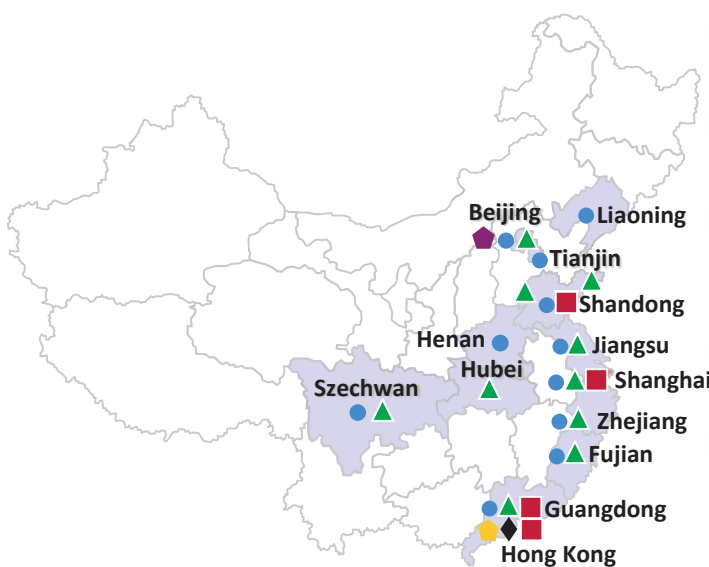 Beijing
Liaoning
Tianjin
Shandong
Henan
Jiangsu
Hubei
Shanghai
Szechwan
Zhejiang
Fujian
Guangdong
Hong Kong